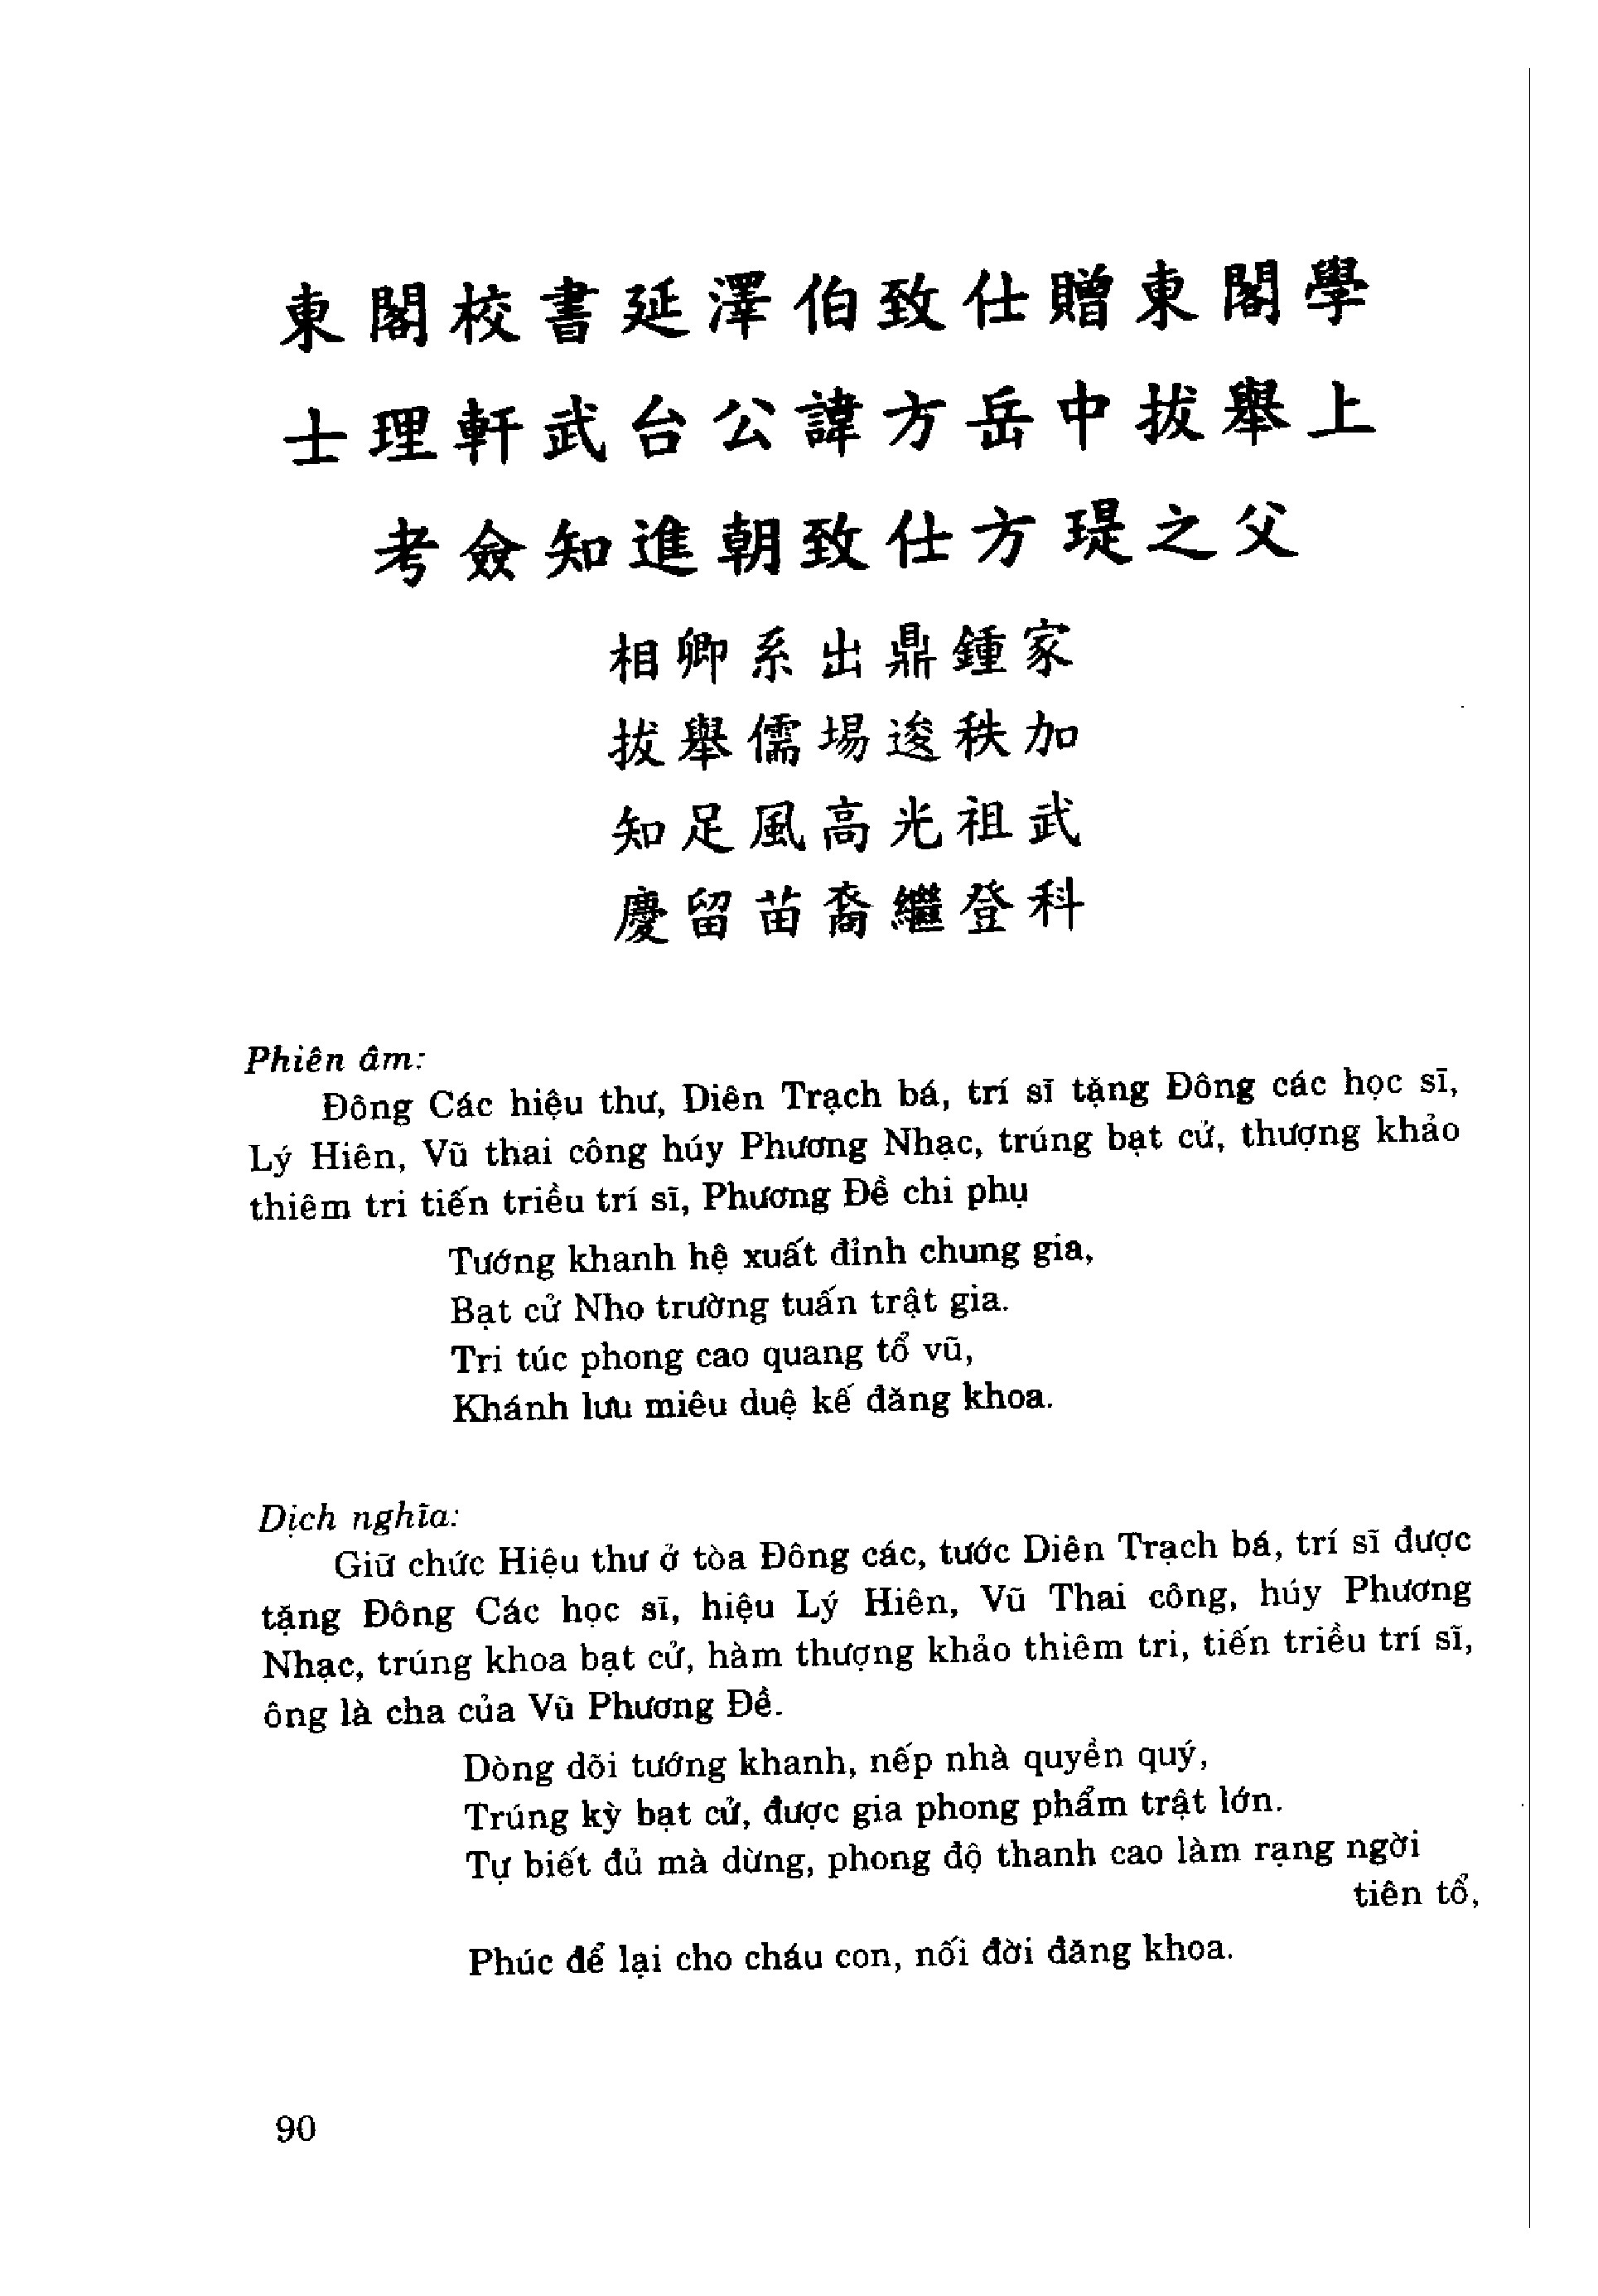 東閣校書延澤伯致仕贈東閣學
士理軒武台公諱方岳中拔舉上
考僉知進朝致仕方瑅之父
相卿系出鼎鍾家
拔舉儒場逡秩加
知足風高光祖武
慶留苗裔繼登科
Phiên âm:
Đông Các hiệu thư, Diên Trạch bá, trí sĩ tặng Đông các học sĩ,
Lý Hiên, Vũ thai công húy Phương Nhạc, trúng bạt cử, thượng khảo
thiêm tri tiến triều trí sĩ, Phương Đề chi phụ
Tướng khanh hệ xuất đỉnh chung gia,
Bạt cử Nho trường tuấn trật gia.
Tri túc phong cao quang tổ vũ,
Khánh lưu miêu duệ kế đăng khoa.
Dịch nghĩa:
Giữ chức Hiệu thư ở tòa Đông các, tước Diên Trạch bá, trí sĩ được
tặng Đông Các học sĩ, hiệu Lý Hiên, Vũ Thai công, húy Phương
Nhạc, trúng khoa bạt cử, hàm thượng khảo thiêm tri, tiến triều trí sĩ,
ông là cha của Vũ Phương Đề.
Dòng dõi tướng khanh, nếp nhà quyền quý,
Trúng kỳ bạt cử, được gia phong phẩm trật lớn.
Tự biết đủ mà dừng, phong độ thanh cao làm rạng ngời
tiên tổ,
Phúc để lại cho cháu con, nối đời đăng khoa.
90